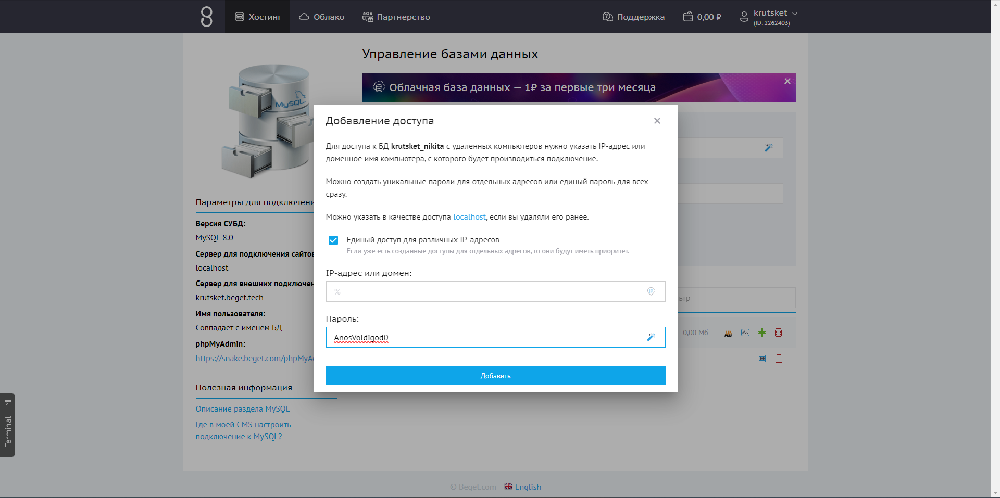 Хостинг
Облако
Партнерство
Поддержка
0,00 ₽
krutsket
(ID: 2262403)
Управление базами данных
Облачная база данных — 1₽ за первые три месяца
MySQL
Параметры для подключени
Версия СУБД:
MySQL 8.0
Сервер для подключения сайтов
localhost
Сервер для внешних подключен
krutsket.beget.tech
Имя пользователя:
Совпадает с именем БД
phpMyAdmin:
https://snake.beget.com/phpMyA
Полезная информация
Описание раздела MySQL
Где в моей CMS настроить
подключение к MySQL?
Terminal
Добавление доступа
Для доступа к БД krutsket_nikita с удаленных компьютеров нужно указать IP-адрес или
доменное имя компьютера, с которого будет производиться подключение.
Можно создать уникальные пароли для отдельных адресов или единый пароль для всех
сразу.
Можно указать в качестве доступа localhost, если вы удаляли его ранее.
Единый доступ для различных IP-адресов
Если уже есть созданные доступы для отдельных адресов, то они будут иметь приоритет.
IP-адрес или домен:
%
IP
Пароль:
AnosVoldigod0
Добавить
ьтр
0,00 Мб
PMA
© Beget.com
English